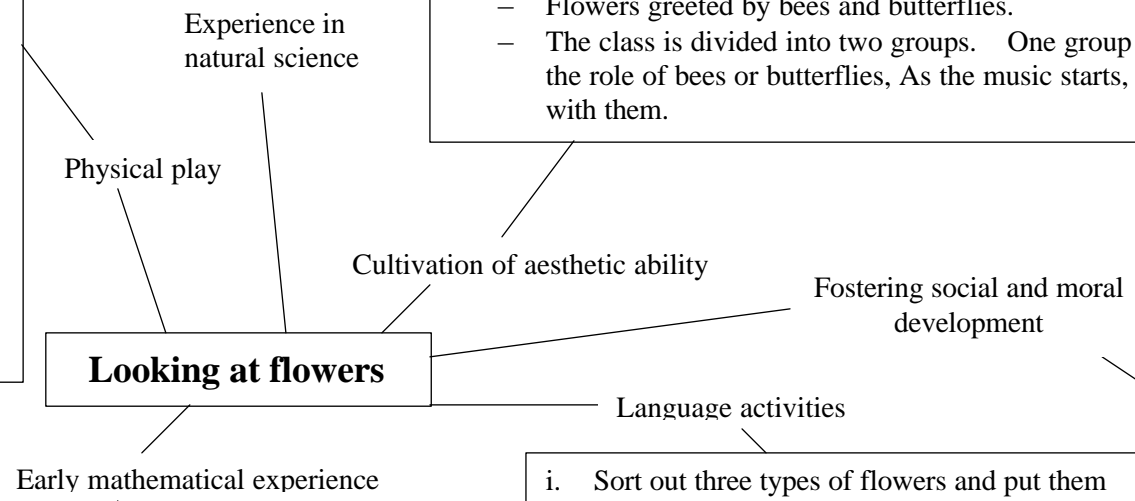 Experience in
natural science
– Flowers greeted by bees and butterflies.
– The class is divided into two groups. One group
the role of bees or butterflies, As the music starts,
with them.
Physical play
Cultivation of aesthetic ability
Fostering social and moral
development
Looking at flowers
Language activities
Early mathematical experience
i. Sort out three types of flowers and put them